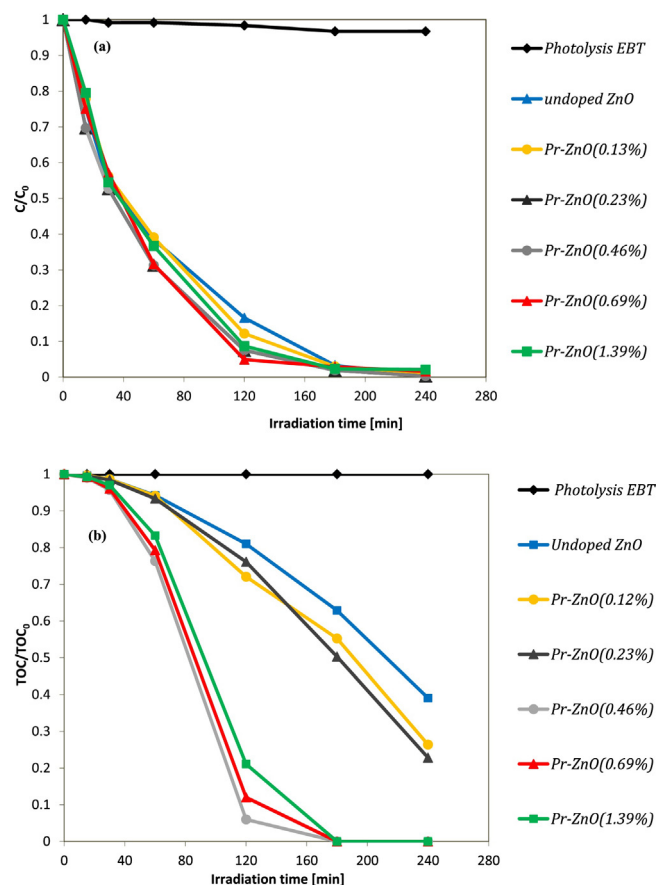 1
0.9
0.8
0.7
0.6
0.5
0.4
0.3
0.2
0.1
0
C/C0
(a)
0 40 80 120 160 200 240 280
Irradiation time [min]
Photolysis EBT
undoped ZnO
Pr-ZnO(0.13%)
Pr-ZnO(0.23%)
Pr-ZnO(0.46%)
Pr-ZnO(0.69%)
Pr-ZnO(1.39%)
1
0.9
0.8
0.7
0.6
0.5
0.4
0.3
0.2
0.1
0
TOC/TOC0
(b)
0 40 80 120 160 200 240 280
Irradiation time [min]
Photolysis EBT
Undoped ZnO
Pr-ZnO(0.12%)
Pr-ZnO(0.23%)
Pr-ZnO(0.46%)
Pr-ZnO(0.69%)
Pr-ZnO(1.39%)